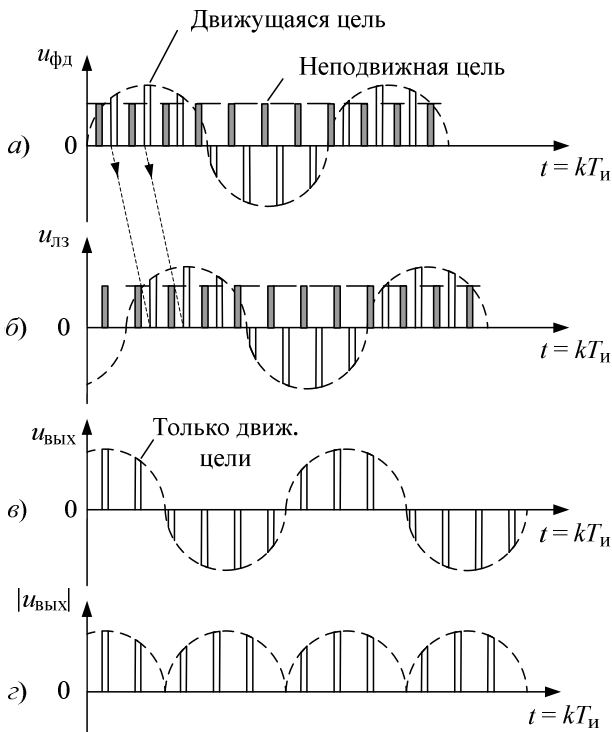 Движущаяся цель
uфд
Неподвижная цель
0
а)
t = kTи
uлз
0
б)
t = kTи
uвых
Только движ.
цели
0
в)
t = kTи
|uвых|
0
г)
t = kTи